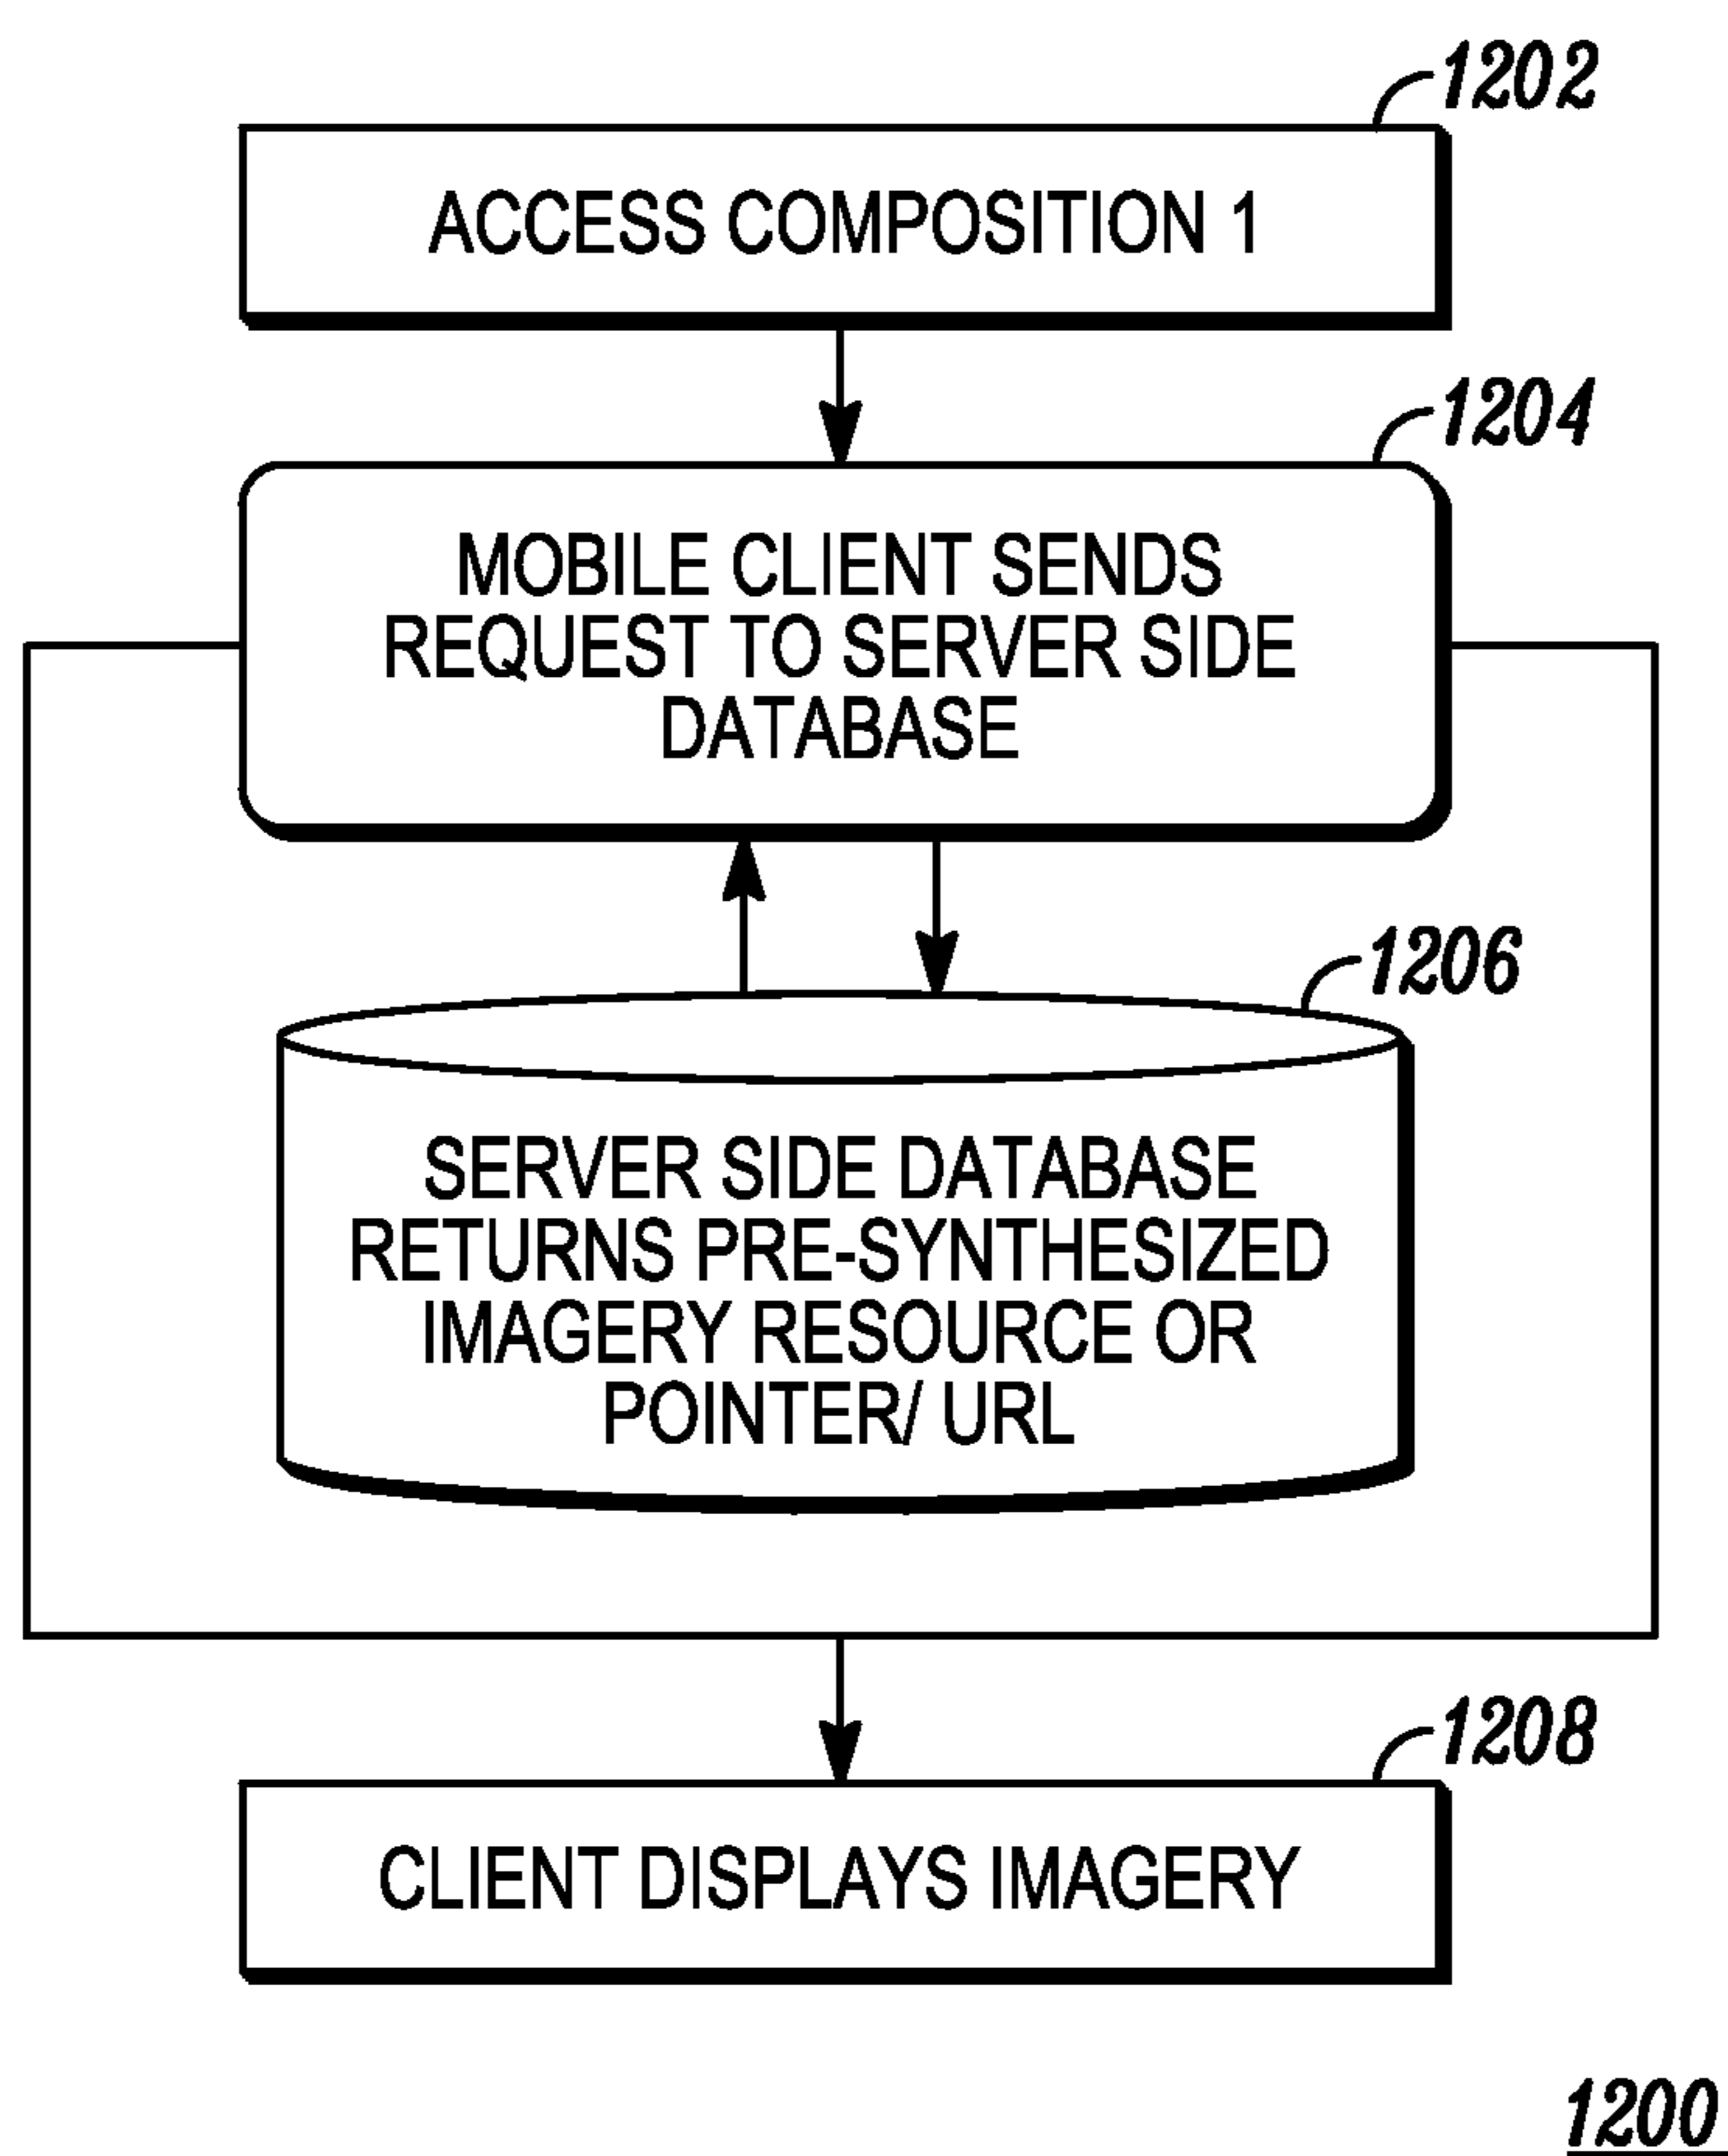 1202
ACCESS COMPOSITION 1
1204
MOBILE CLIENT SENDS
REQUEST TO SERVER SIDE
DATABASE
1206
SERVER SIDE DATABASE
RETURNS PRE-SYNTHESIZED
IMAGERY RESOURCE OR
POINTER/ URL
1208
CLIENT DISPLAYS IMAGERY
1200